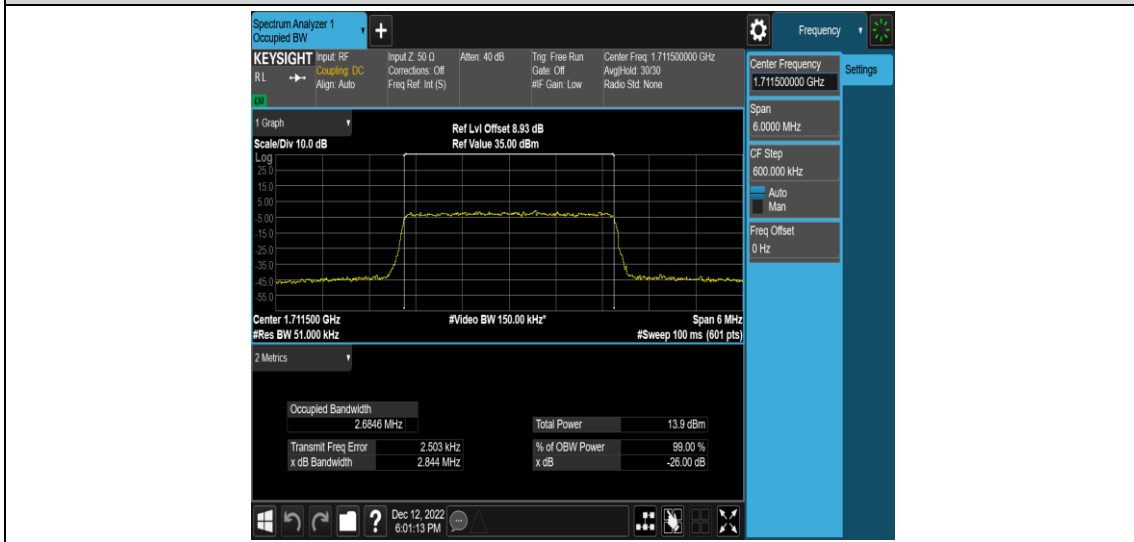 Spectrum Analyzer 1
Occupied BW
+
Frequency
KEYSIGHT
RL
LXI
Input: RF
Coupling: DC
Align: Auto
Input Z: 50 Ω
Corrections: Off
Freq Ref: Int (S)
Atten: 40 dB
Trig: Free Run
Gate: Off
#IF Gain: Low
Center Freq: 1.711500000 GHz
Avg|Hold: 30/30
Radio Std: None
Center Frequency
1.711500000 GHz
Settings
Span
6.0000 MHz
CF Step
600.000 kHz
Auto
Man
Freq Offset
0 Hz
1 Graph
Scale/Div 10.0 dB
Ref Lvl Offset 8.93 dB
Ref Value 35.00 dBm
Log
25.0
15.0
5.00
-5.00
-15.0
-25.0
-35.0
-45.0
-55.0
Center 1.711500 GHz
#Video BW 150.00 kHz*
Span 6 MHz
#Res BW 51.000 kHz
#Sweep 100 ms (601 pts)
2 Metrics
Occupied Bandwidth
2.6846 MHz
Total Power 13.9 dBm
Transmit Freq Error 2.503 kHz
% of OBW Power 99.00 %
x dB Bandwidth 2.844 MHz
x dB -26.00 dB
?
Dec 12, 2022
6:01:13 PM